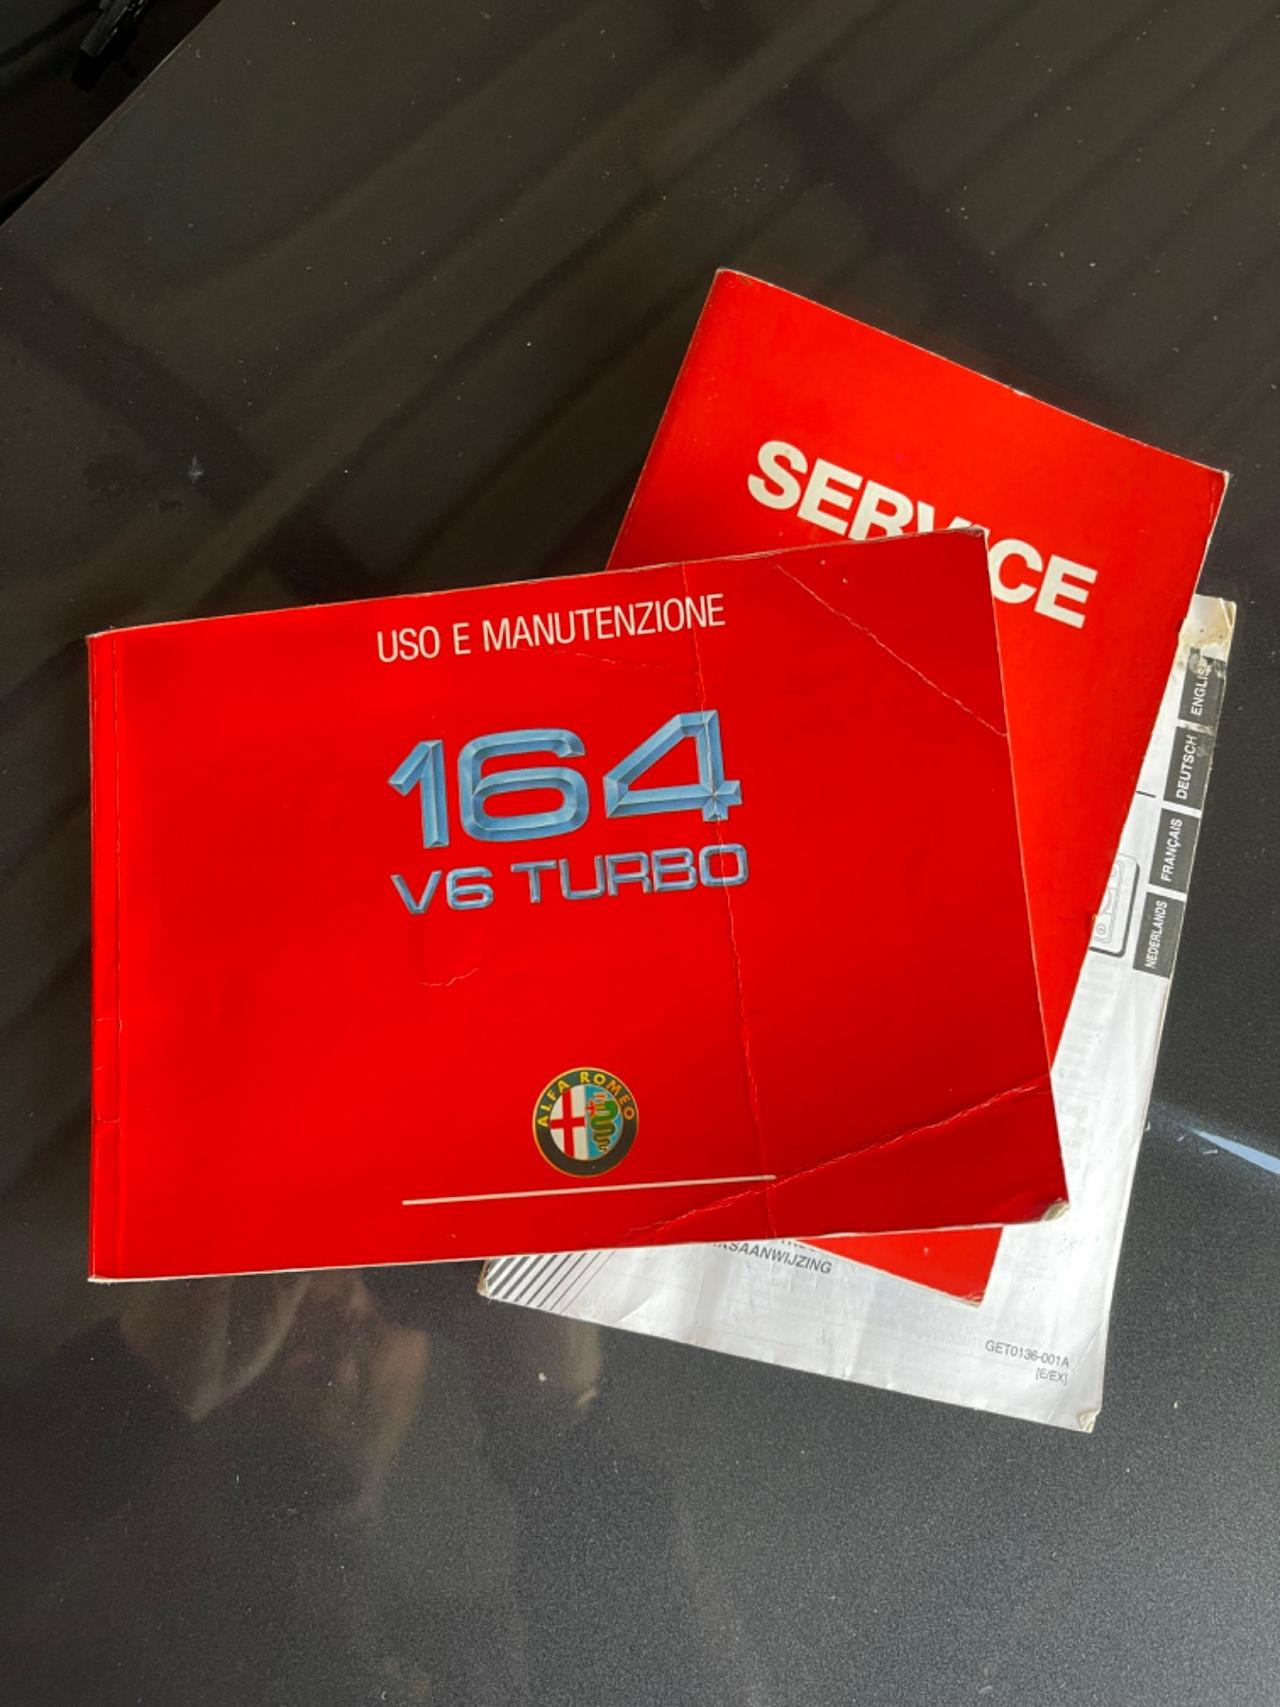 SERVICE
USO E MANUTENZIONE
164
V6 TURBO
ALFA ROMEO
ENGLISH
DEUTSCH
FRANÇAIS
NEDERLANDS
GET0136-001A
[E/EX]